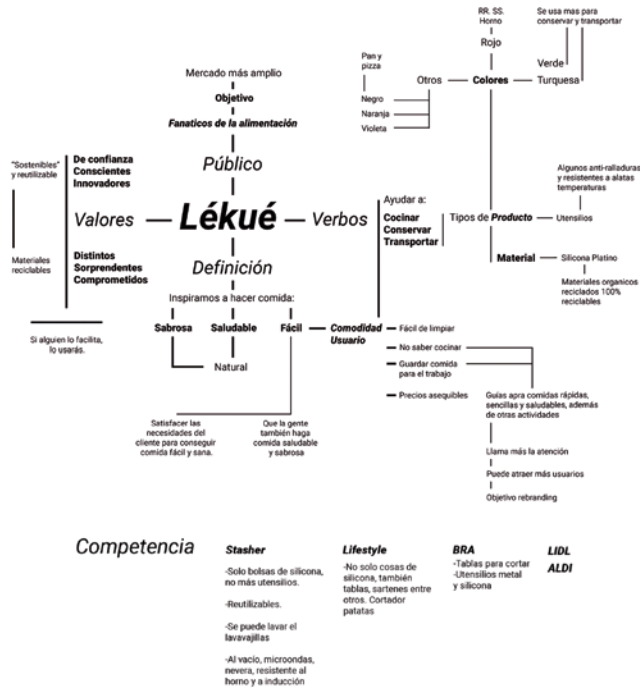 RR. SS.
Horno
Rojo
Se usa mas para
conservar y transportar
Verde
Turquesa
Colores
Otros
Pan y
pizza
Negro
Naranja
Violeta
Mercado más amplio
Objetivo
Fanaticos de la alimentación
Público
"Sostenibles"
y reutilizable
De confianza
Conscientes
Innovadores
Valores
Lékué
Verbos
Ayudar a:
Cocinar
Conservar
Transportar
Tipos de Producto
Utensilios
Algunos anti-ralladuras
y resistentes a alatas
temperaturas
Materiales
reciclables
Distintos
Sorprendentes
Comprometidos
Definición
Material
Silicona Platino
Materiales organicos
reciclados 100%
reciclables
Inspiramos a hacer comida:
Sabrosa
Saludable
Fácil
Comodidad
Usuario
Fácil de limpiar
No saber cocinar
Guardar comida
para el trabajo
Precios asequibles
Si alguien lo facilita,
lo usarás.
Natural
Guías apra comidas rápidas,
sencillas y saludables, además
de otras actividades
Satisfacer las
necesidades del
cliente para conseguir
comida fácil y sana.
Que la gente
también haga
comida saludable
y sabrosa
Llama más la atención
Puede atraer más usuarios
Objetivo rebranding
Competencia
Stasher
-Solo bolsas de silicona,
no más utensilios.
-Reutilizables.
-Se puede lavar el
lavavajillas
-Al vacío, microondas,
nevera, resistente al
horno y a inducción
Lifestyle
-No solo cosas de
silicona, también
tablas, sartenes entre
otros. Cortador
patatas
BRA
-Tablas para cortar
-Utensilios metal
y silicona
LIDL
ALDI